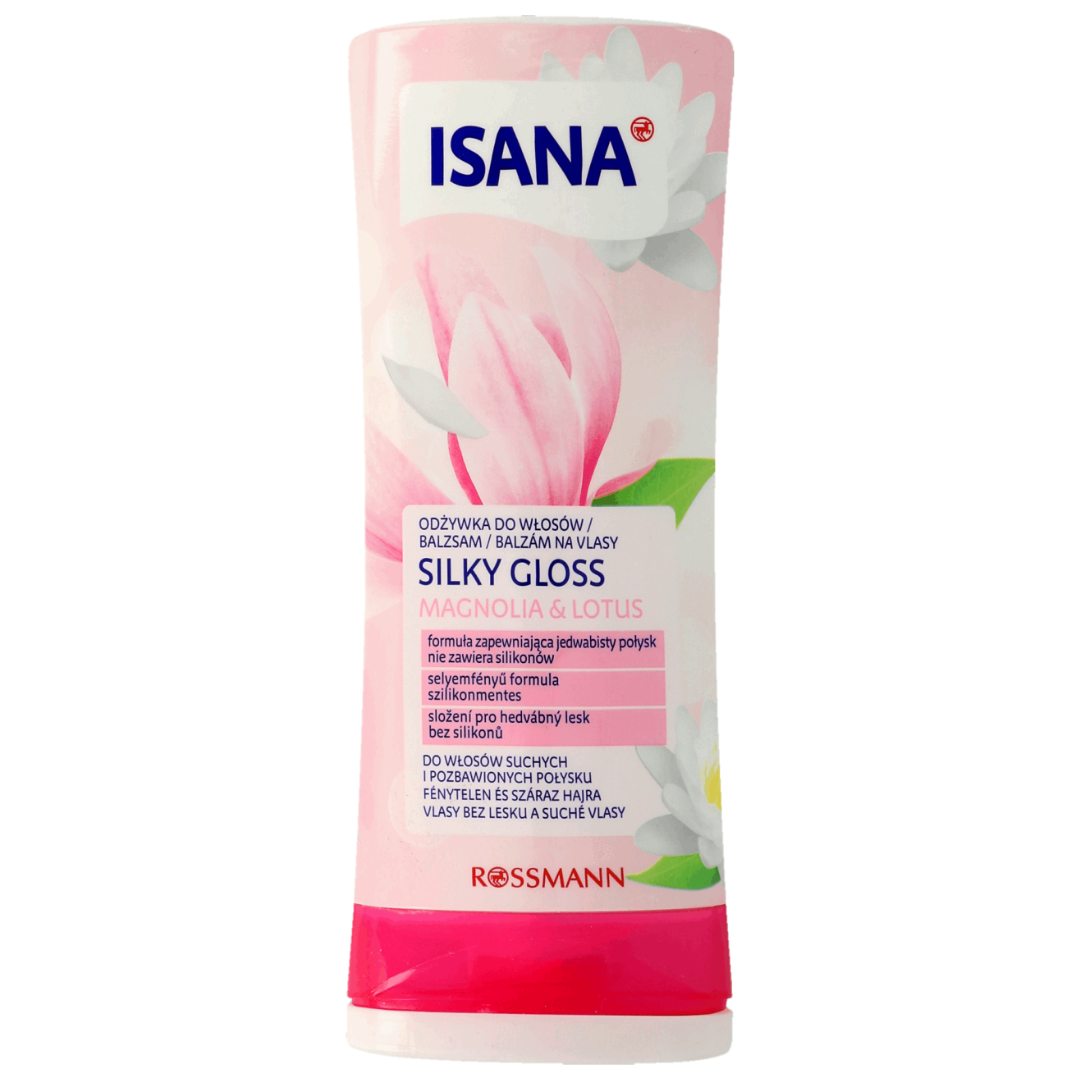 ISANA
ODŻYWKA DO WŁOSÓW /
BALZSAM / BALZÁM NA VLASY
SILKY GLOSS
MAGNOLIA & LOTUS
formuła zapewniająca jedwabisty połysk
nie zawiera silikonów
selyemfényű formula
szilikonmentes
složení pro hedvábný lesk
bez silikonů
DO WŁOSÓW SUCHYCH
I POZBAWIONYCH POŁYSKU
FÉNYTELEN ÉS SZÁRAZ HAJRA
VLASY BEZ LESKU A SUCHÉ VLASY
ROSSMANN